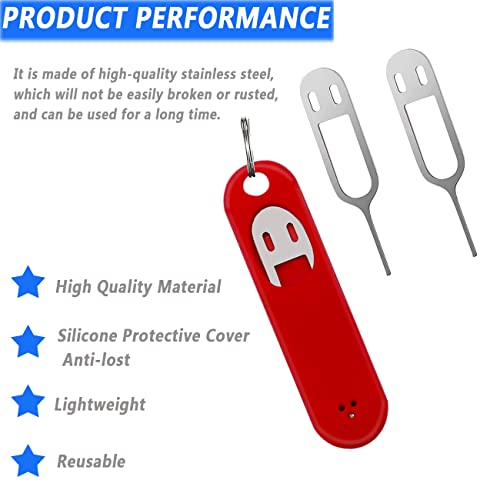 PRODUCT PERFORMANCE
It is made of high-quality stainless steel,
which will not be easily broken or rusted,
and can be used for a long time.
High Quality Material
Silicone Protective Cover
Anti-lost
Lightweight
Reusable